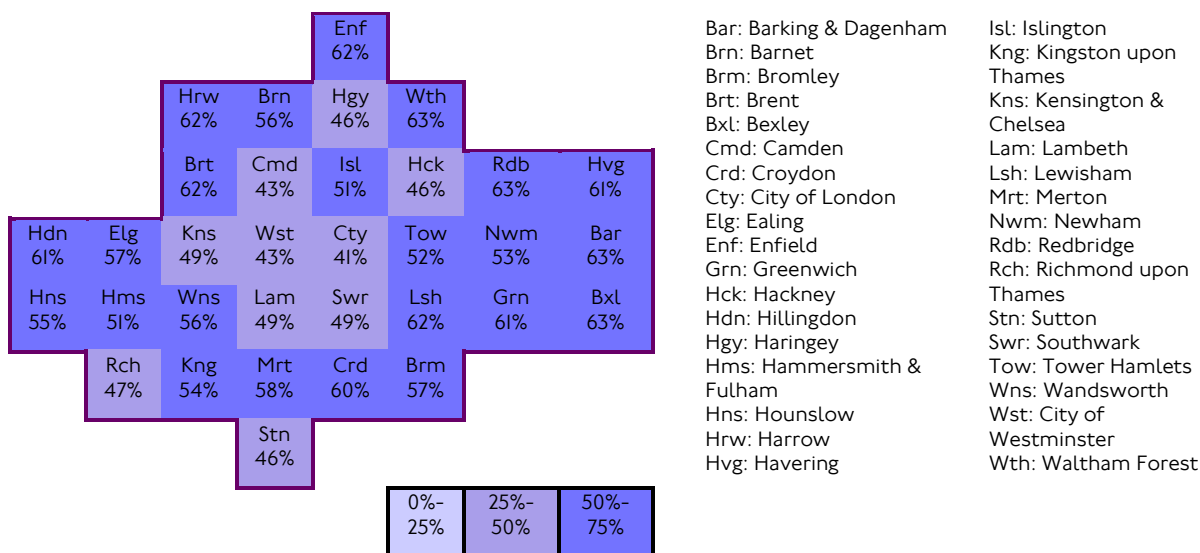 Enf
62%
Hrw Brn Hgy Wth
62% 56% 46% 63%
Brt Cmd Isl Hck Rdb Hvg
62% 43% 51% 46% 63% 61%
Hdn Elg Kns Wst Cty Tow Nwm Bar
61% 57% 49% 43% 41% 52% 53% 63%
Hns Hms Wns Lam Swr Lsh Grn Bxl
55% 51% 56% 49% 49% 62% 61% 63%
Rch Kng Mrt Crd Brm
47% 54% 58% 60% 57%
Stn
46%
0%- 25%- 50%-
25% 50% 75%
Bar: Barking & Dagenham
Brn: Barnet
Brm: Bromley
Brt: Brent
Bxl: Bexley
Cmd: Camden
Crd: Croydon
Cty: City of London
Elg: Ealing
Enf: Enfield
Grn: Greenwich
Hck: Hackney
Hdn: Hillingdon
Hgy: Haringey
Hms: Hammersmith &
Fulham
Hns: Hounslow
Hrw: Harrow
Hvg: Havering
Isl: Islington
Kng: Kingston upon
Thames
Kns: Kensington &
Chelsea
Lam: Lambeth
Lsh: Lewisham
Mrt: Merton
Nwm: Newham
Rdb: Redbridge
Rch: Richmond upon
Thames
Stn: Sutton
Swr: Southwark
Tow: Tower Hamlets
Wns: Wandsworth
Wst: City of
Westminster
Wth: Waltham Forest